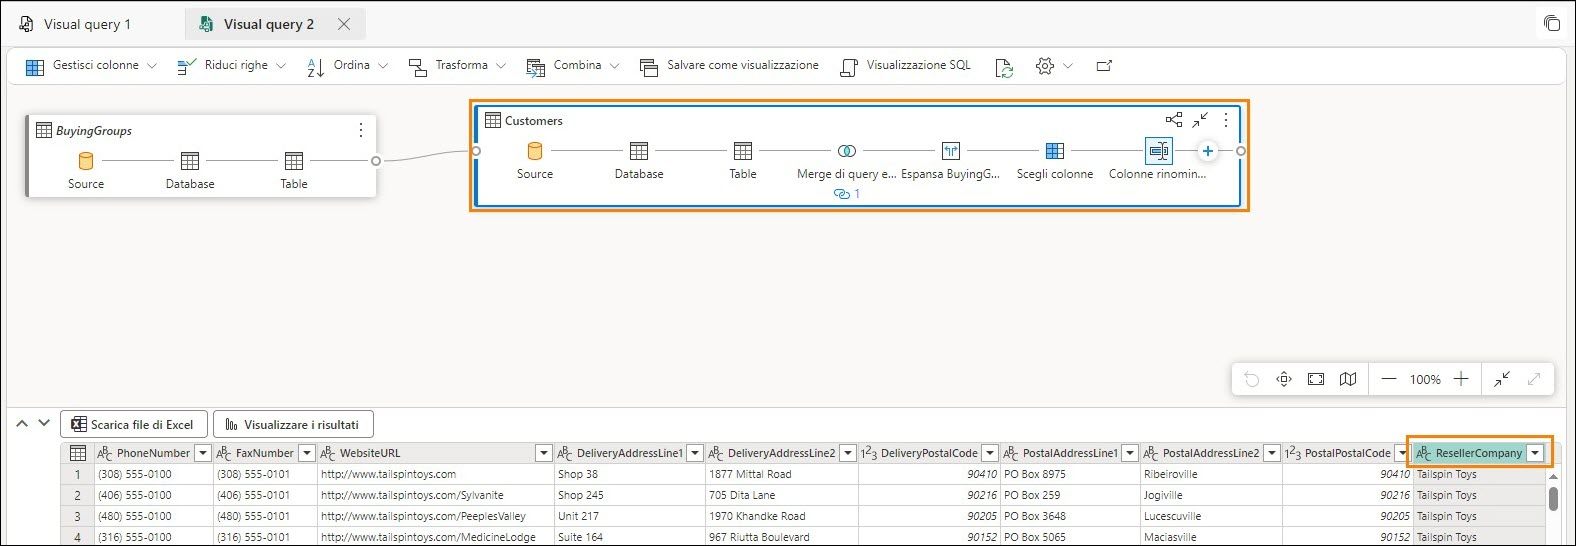 Visual query 1
Visual query 2
Gestisci colonne
Riduci righe
Ordina
Trasforma
Combina
Salvare come visualizzazione
Visualizzazione SQL
BuyingGroups
Source
Database
Table
Customers
Source
Database
Table
Merge di query e...
Espansa BuyingG...
Scegli colonne
Colonne rinomin...
1
100%
Scarica file di Excel
Visualizzare i risultati
PhoneNumber FaxNumber WebsiteURL DeliveryAddressLine1 DeliveryAddressLine2 DeliveryPostalCode PostalAddressLine1 PostalAddressLine2 PostalPostalCode ResellerCompany
1 (308) 555-0100 (308) 555-0101 http://www.tailspintoys.com Shop 38 1877 Mittal Road 90410 PO Box 8975 Ribeiroville 90410 Tailspin Toys
2 (406) 555-0100 (406) 555-0101 http://www.tailspintoys.com/Sylvanite Shop 245 705 Dita Lane 90216 PO Box 259 Jogiville 90216 Tailspin Toys
3 (480) 555-0100 (480) 555-0101 http://www.tailspintoys.com/PeeplesValley Unit 217 1970 Khandke Road 90205 PO Box 3648 Lucescuville 90205 Tailspin Toys
4 (316) 555-0100 (316) 555-0101 http://www.tailspintoys.com/MedicineLodge Suite 164 967 Riutta Boulevard 90152 PO Box 5065 Maciasville 90152 Tailspin Toys